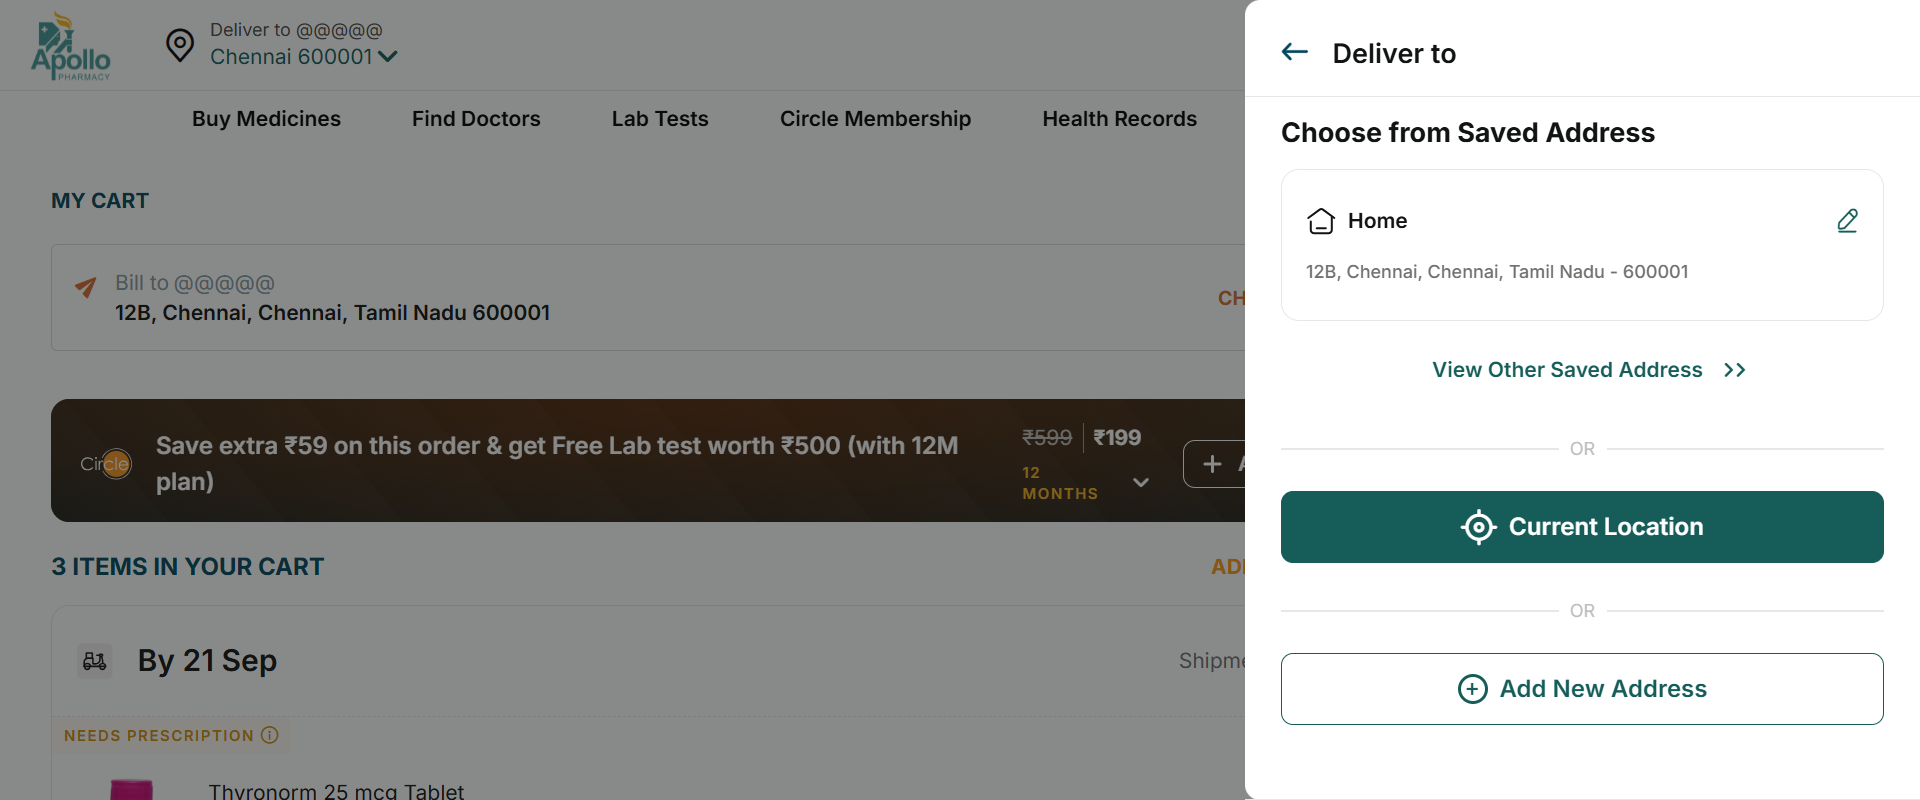 Apollo
PHARMACY
Deliver to @@@@@
Chennai 600001
Buy Medicines
Find Doctors
Lab Tests
Circle Membership
Health Records
MY CART
Bill to @@@@@
12B, Chennai, Chennai, Tamil Nadu 600001
CH
Circle
Save extra ₹59 on this order & get Free Lab test worth ₹500 (with 12M
plan)
₹599
₹199
12
MONTHS
3 ITEMS IN YOUR CART
By 21 Sep
NEEDS PRESCRIPTION
Thyronorm 25 mcg Tablet
Deliver to
Choose from Saved Address
Home
12B, Chennai, Chennai, Tamil Nadu - 600001
View Other Saved Address
OR
Current Location
OR
Add New Address